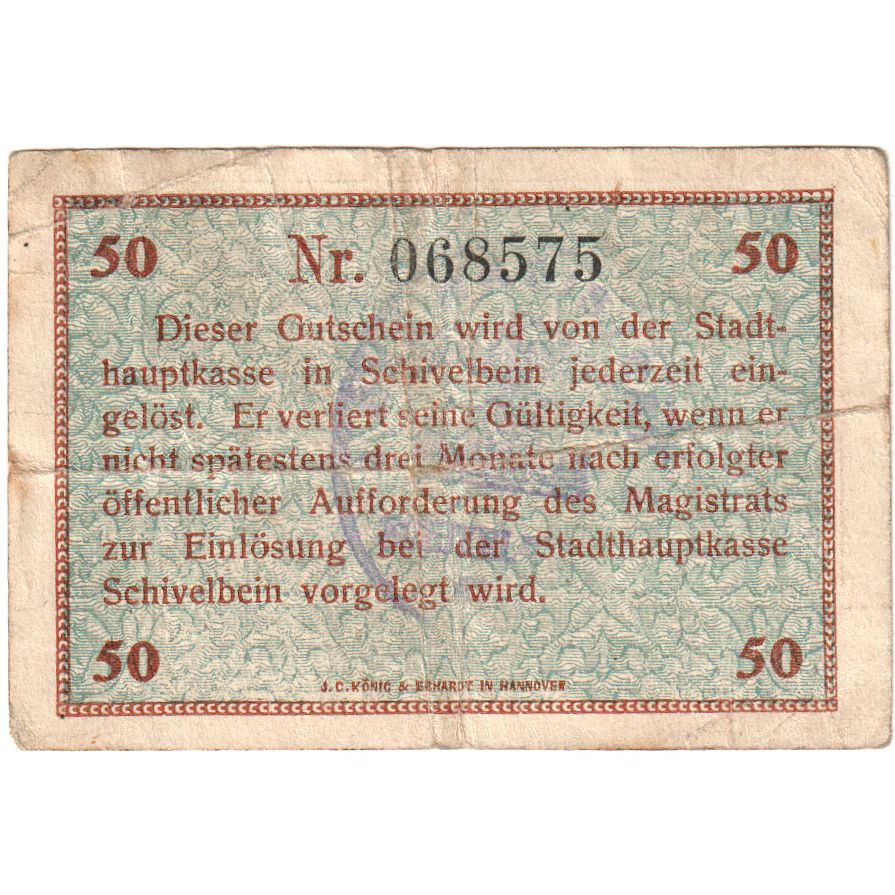 50 Nr. 068575 50
Dieser Gutschein wird von der Stadt-
hauptkasse in Schivelbein jederzeit ein-
gelöst. Er verliert seine Gültigkeit, wenn er
nicht spätestens drei Monate nach erfolgter
öffentlicher Aufforderung des Magistrats
zur Einlösung bei der Stadthauptkasse
Schivelbein vorgelegt wird.
50 50
J. C. KÖNIG & EBHARDT IN HANNOVER